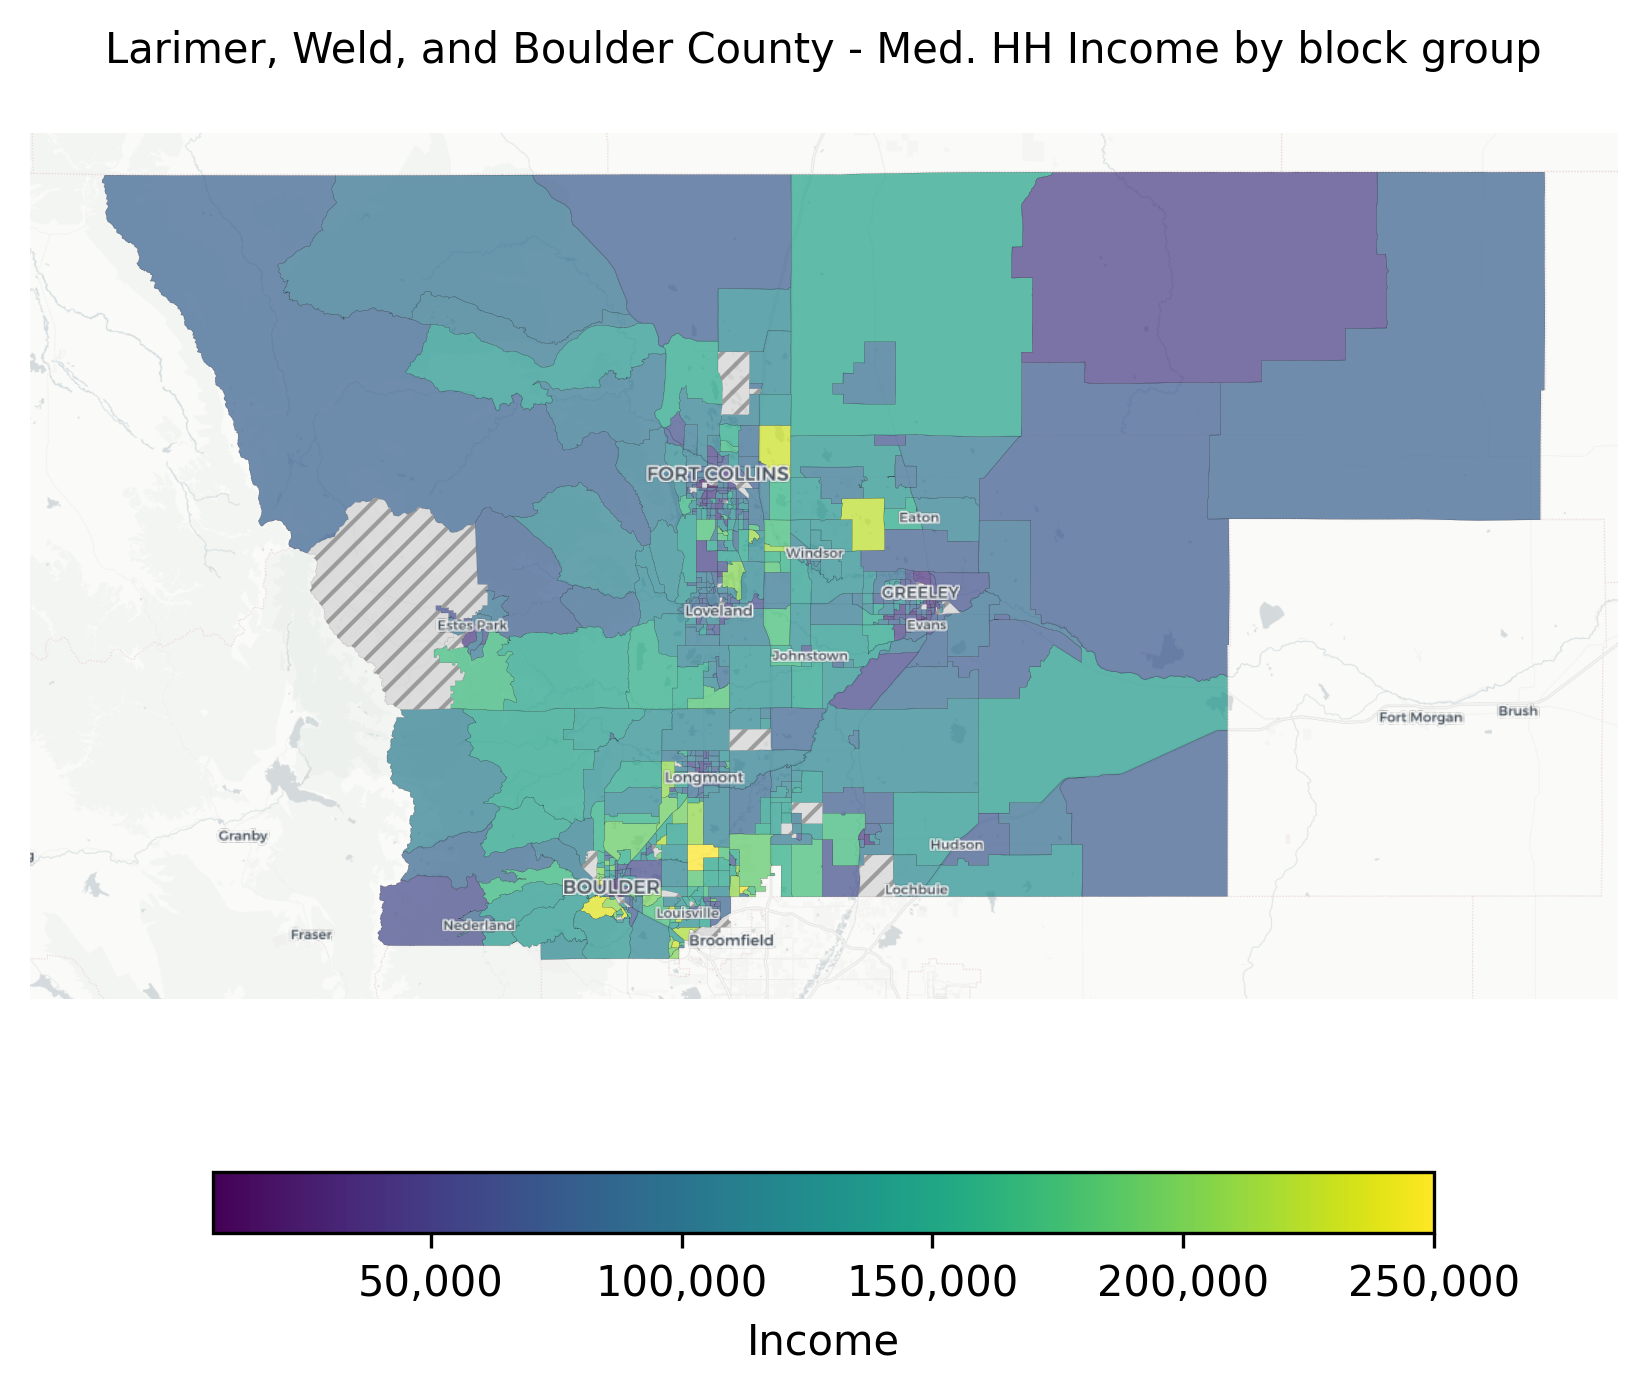 Larimer, Weld, and Boulder County - Med. HH Income by block group
FORT COLLINS
Eaton
Windsor
GREELEY
Loveland
Estes Park
Evans
Johnstown
Fort Morgan
Brush
Longmont
Granby
Hudson
BOULDER
Lochbuie
Louisville
Nederland
Fraser
Broomfield
50,000 100,000 150,000 200,000 250,000
Income